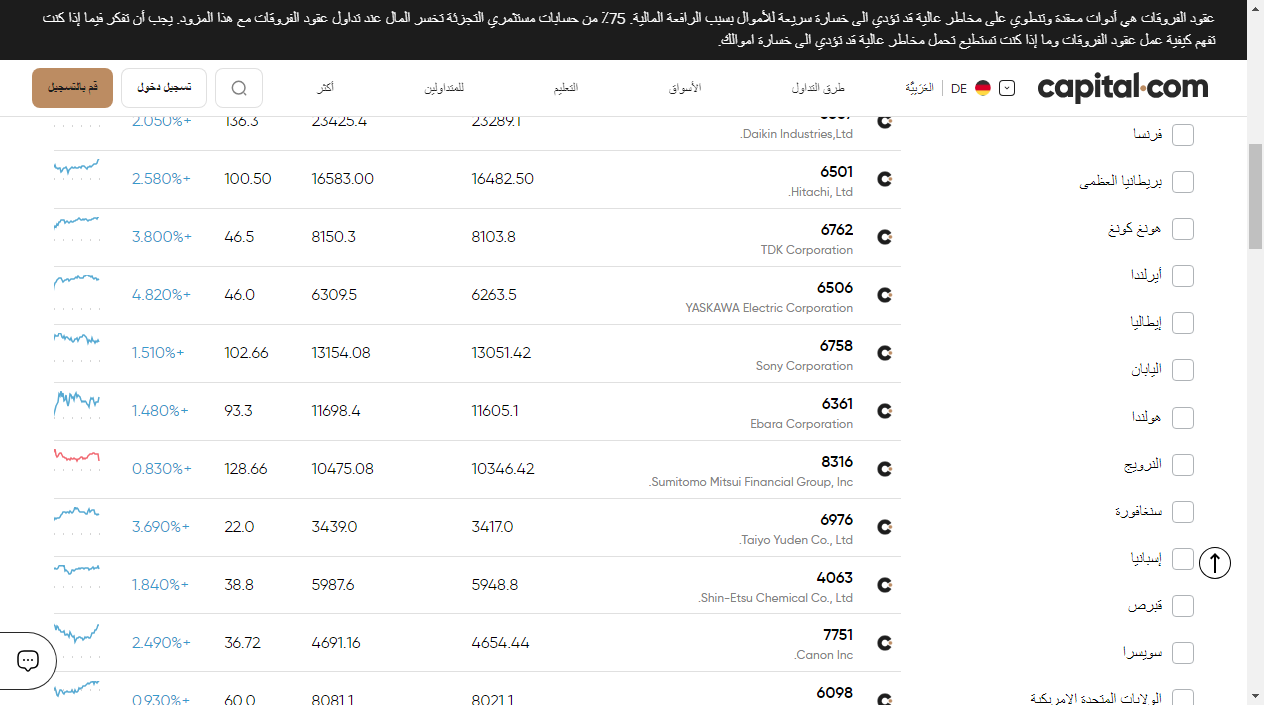 عقود الفروقات هي أدوات معقدة وتنطوي على مخاطر عالية قد تؤدي الى خسارة سريعة للأموال بسبب الرافعة المالية. 75٪ من حسابات مستثمري التجزئة تخسر المال عند تداول عقود الفروقات مع هذا المزود. يجب أن تفكر فيما إذا كنت
تفهم كيفية عمل عقود الفروقات وما إذا كنت تستطيع تحمل مخاطر عالية قد تؤدي الى خسارة اموالك.
capital.com DE العَرَبِيَّة طرق التداول الأسواق التعليم للمتداولين أكثر تسجيل دخول قم بالتسجيل
فرنسا
بريطانيا العظمى
هونغ كونغ
أيرلندا
إيطاليا
اليابان
هولندا
النرويج
سنغافورة
إسبانيا
قبرص
سويسرا
الولايات المتحدة الامريكية
23289.1 23425.4 136.3 2.050%+
Daikin Industries,Ltd.
6501 16482.50 16583.00 100.50 2.580%+
Hitachi, Ltd.
6762 8103.8 8150.3 46.5 3.800%+
TDK Corporation
6506 6263.5 6309.5 46.0 4.820%+
YASKAWA Electric Corporation
6758 13051.42 13154.08 102.66 1.510%+
Sony Corporation
6361 11605.1 11698.4 93.3 1.480%+
Ebara Corporation
8316 10346.42 10475.08 128.66 0.830%+
Sumitomo Mitsui Financial Group, Inc.
6976 3417.0 3439.0 22.0 3.690%+
Taiyo Yuden Co., Ltd.
4063 5948.8 5987.6 38.8 1.840%+
Shin-Etsu Chemical Co., Ltd.
7751 4654.44 4691.16 36.72 2.490%+
Canon Inc.
6098 8021.1 8081.1 60.0 0.930%+